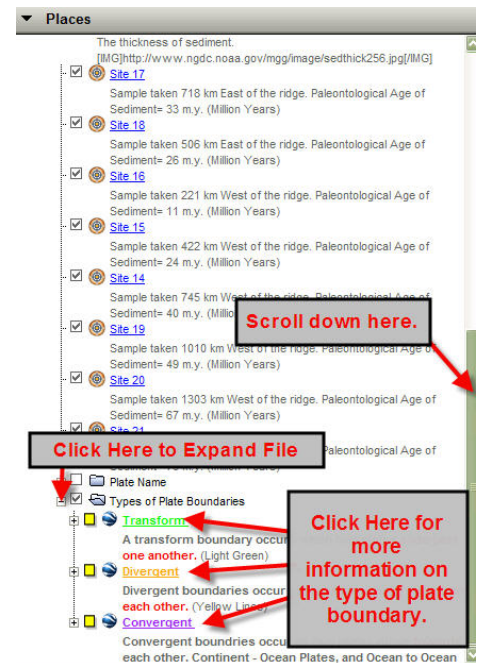 Places
The thickness of sediment.
[IMG]http://www.ngdc.noaa.gov/mgg/image/sedthick256.jpg[/IMG]
Site 17
Sample taken 718 km East of the ridge. Paleontological Age of
Sediment= 33 m.y. (Million Years)
Site 18
Sample taken 506 km East of the ridge. Paleontological Age of
Sediment= 26 m.y. (Million Years)
Site 16
Sample taken 221 km West of the ridge. Paleontological Age of
Sediment= 11 m.y. (Million Years)
Site 15
Sample taken 422 km West of the ridge. Paleontological Age of
Sediment= 24 m.y. (Million Years)
Site 14
Sample taken 745 km West of the ridge. Paleontological Age of
Sediment= 40 m.y.
Scroll down here.
Site 19
Sample taken 1010 km West of the ridge. Paleontological Age of
Sediment= 49 m.y. (Million Years)
Site 20
Sample taken 1303 km West of the ridge. Paleontological Age of
Sediment= 67 m.y. (Million Years)
Site 21
Click Here to Expand File
Paleontological Age of
Plate Name
Types of Plate Boundaries
Transform
A transform boundary occu
one another. (Light Green)
Divergent
Divergent boundaries occur
each other. (Yellow Lines)
Convergent
Convergent boundries occu
each other. Continent - Ocean Plates, and Ocean to Ocean
Click Here for
more
information on
the type of plate
boundary.